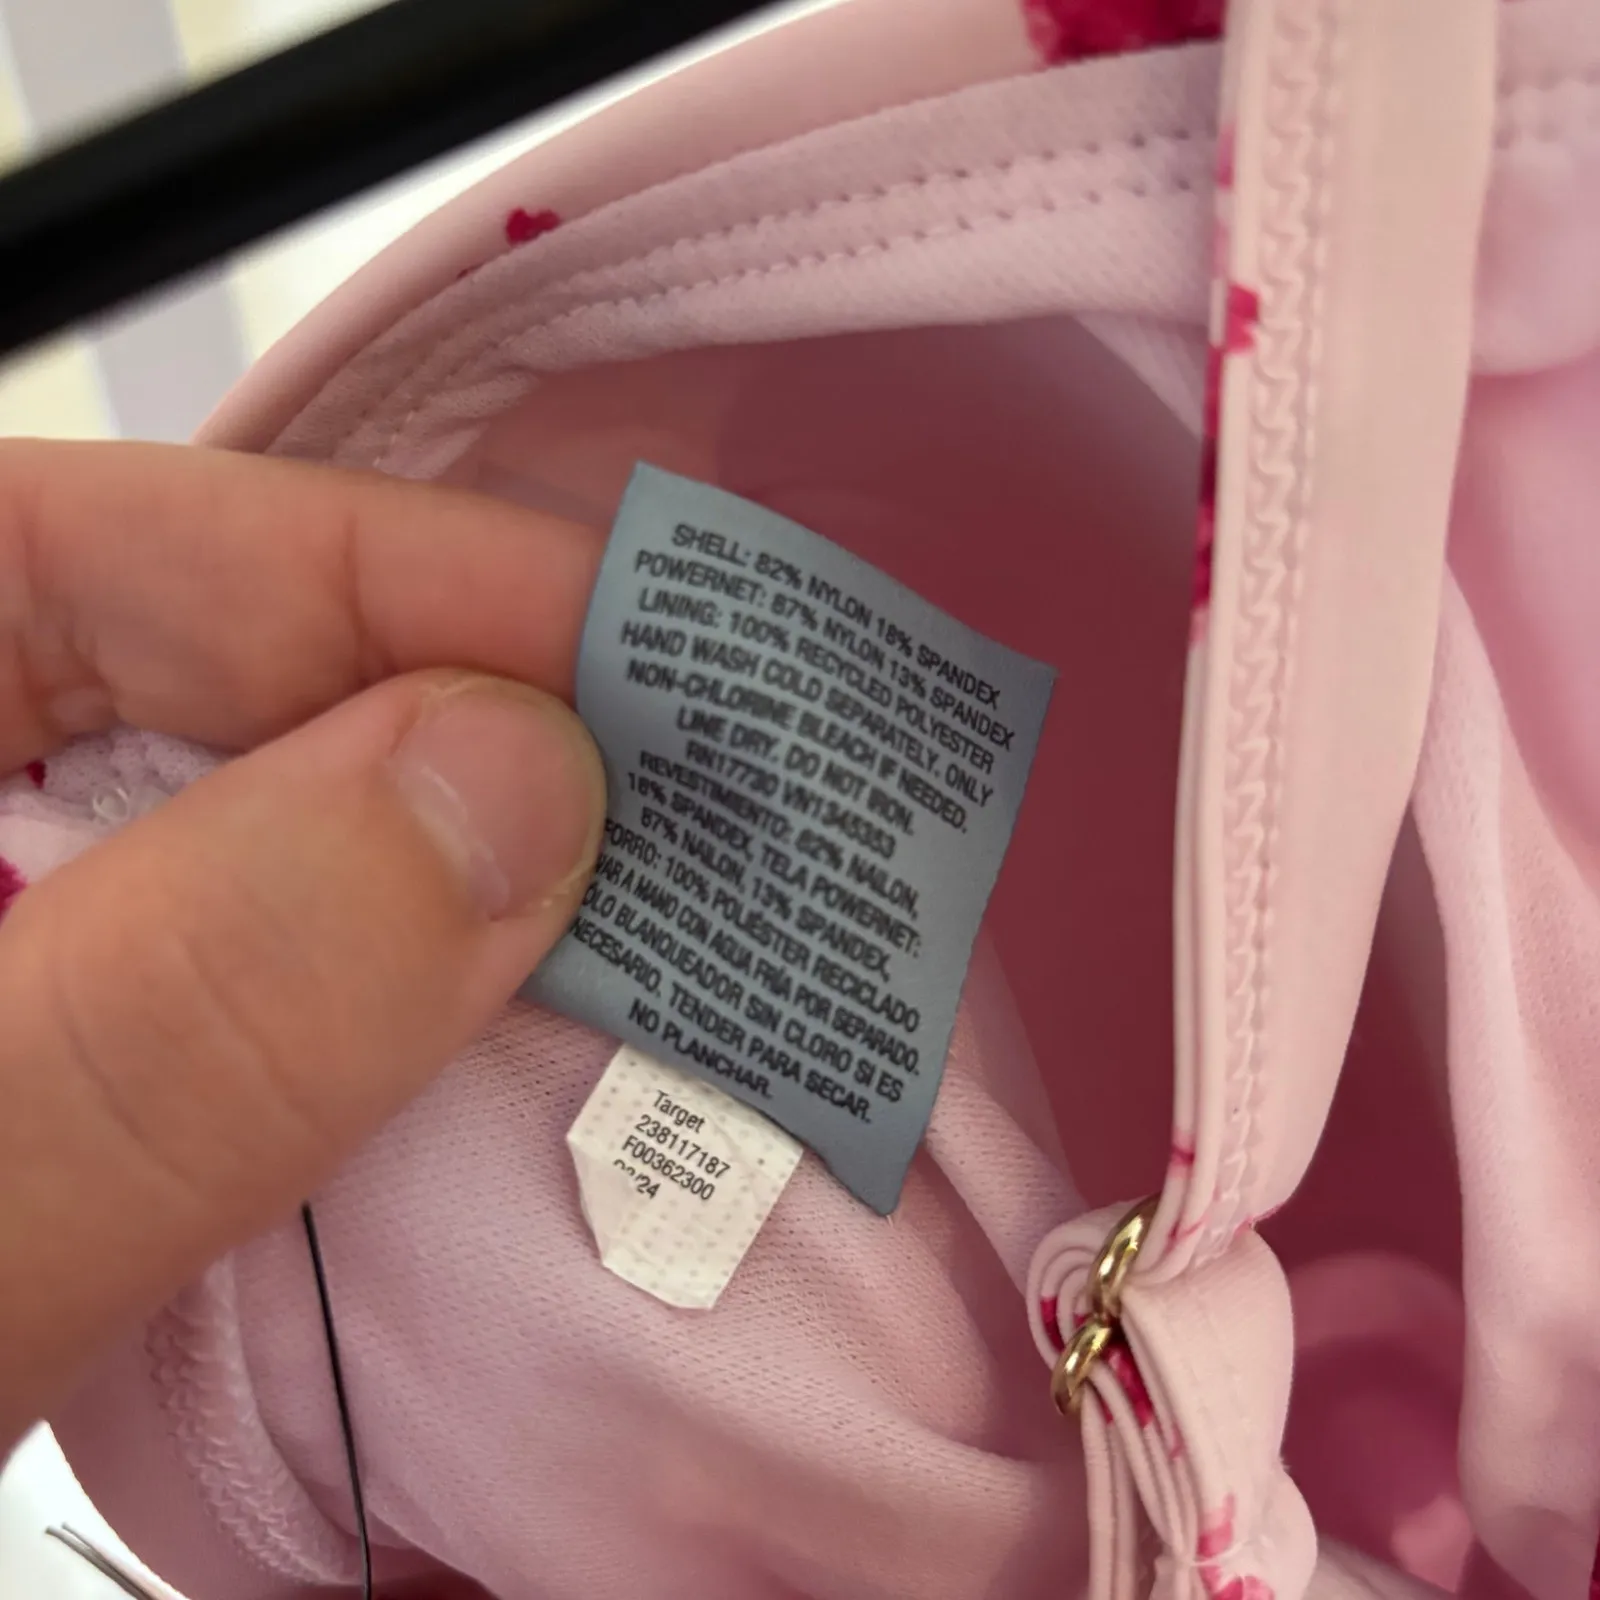 SHELL: 82% NYLON 18% SPANDEX
POWERNET: 87% NYLON 13% SPANDEX
LINING: 100% RECYCLED POLYESTER
HAND WASH COLD SEPARATELY. ONLY
NON-CHLORINE BLEACH IF NEEDED.
LINE DRY. DO NOT IRON.
RN17730 VN1345353
REVESTIMIENTO: 82% NAILON,
18% SPANDEX, TELA POWERNET:
87% NAILON, 13% SPANDEX,
FORRO: 100% POLIÉSTER RECICLADO
A MANO CON AGUA FRÍA POR SEPARADO.
BLANQUEADOR SIN CLORO SI ES
NECESARIO. TENDER PARA SECAR.
NO PLANCHAR.
Target
238117187
F00362300